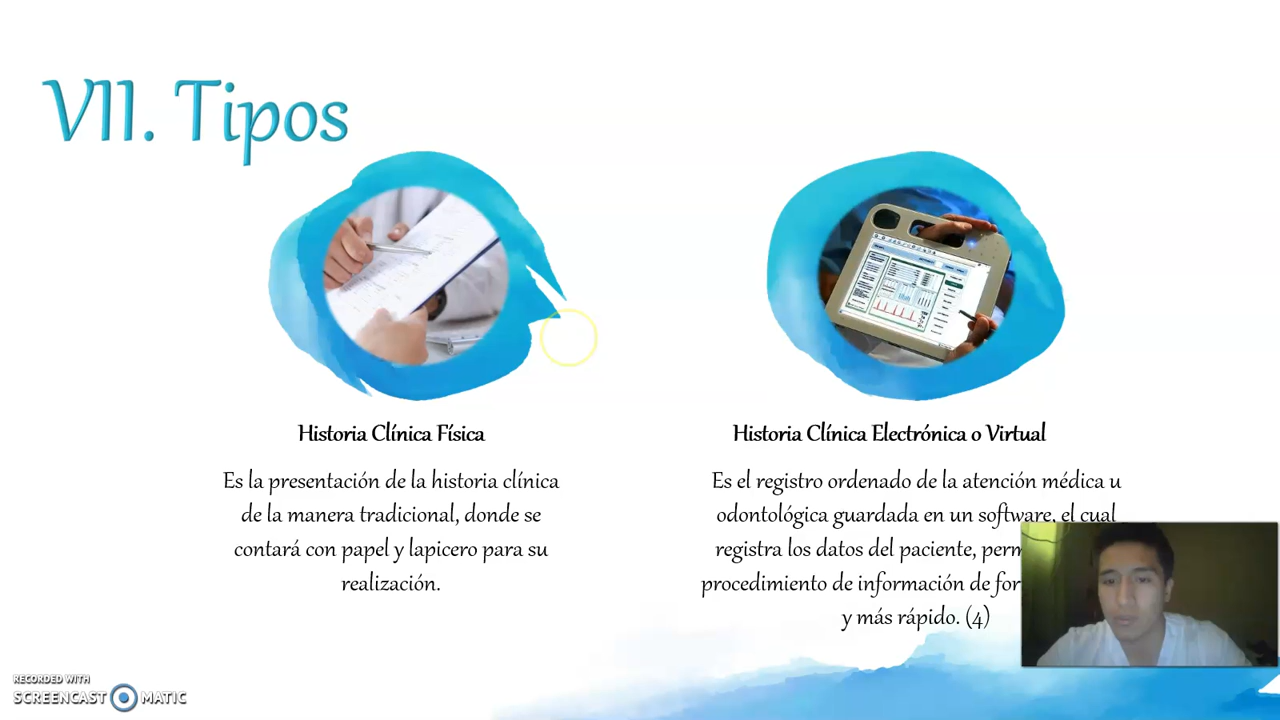 VII. Tipos
Historia Clínica Física
Es la presentación de la historia clínica
de la manera tradicional, donde se
contará con papel y lapicero para su
realización.
Historia Clínica Electrónica o Virtual
Es el registro ordenado de la atención médica u
odontológica guardada en un software, el cual
registra los datos del paciente,
procedimiento de información de
y más rápido. (4)
RECORDED WITH
SCREENCAST MATIC